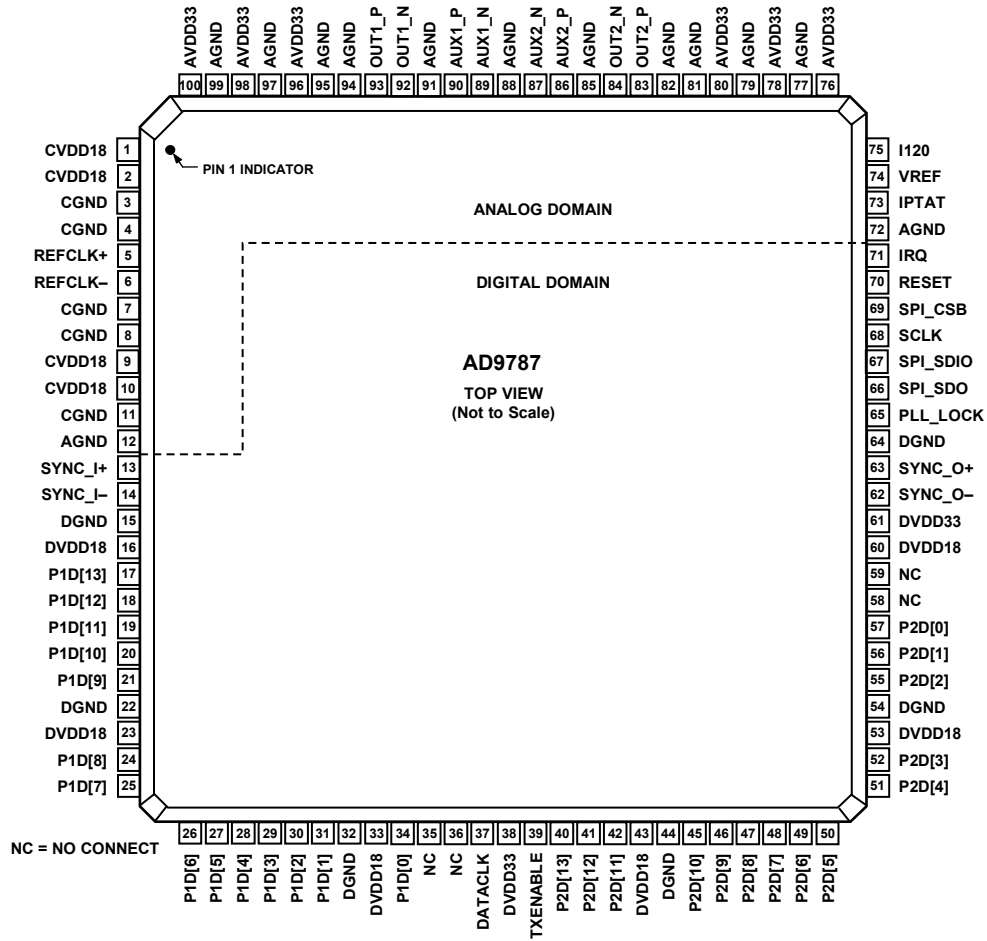 AVDD33
AGND
AVDD33
AGND
AVDD33
AGND
AGND
OUT1_P
OUT1_N
AGND
AUX1_P
AUX1_N
AGND
AUX2_N
AUX2_P
AGND
OUT2_N
OUT2_P
AGND
AGND
AVDD33
AGND
AVDD33
AGND
AVDD33
100 99 98 97 96 95 94 93 92 91 90 89 88 87 86 85 84 83 82 81 80 79 78 77 76
CVDD18 1
CVDD18 2
CGND 3
CGND 4
REFCLK+ 5
REFCLK– 6
CGND 7
CGND 8
CVDD18 9
CVDD18 10
CGND 11
AGND 12
SYNC_I+ 13
SYNC_I– 14
DGND 15
DVDD18 16
P1D[13] 17
P1D[12] 18
P1D[11] 19
P1D[10] 20
P1D[9] 21
DGND 22
DVDD18 23
P1D[8] 24
P1D[7] 25
PIN 1 INDICATOR
ANALOG DOMAIN
DIGITAL DOMAIN
AD9787
TOP VIEW
(Not to Scale)
75 I120
74 VREF
73 IPTAT
72 AGND
71 IRQ
70 RESET
69 SPI_CSB
68 SCLK
67 SPI_SDIO
66 SPI_SDO
65 PLL_LOCK
64 DGND
63 SYNC_O+
62 SYNC_O–
61 DVDD33
60 DVDD18
59 NC
58 NC
57 P2D[0]
56 P2D[1]
55 P2D[2]
54 DGND
53 DVDD18
52 P2D[3]
51 P2D[4]
26 27 28 29 30 31 32 33 34 35 36 37 38 39 40 41 42 43 44 45 46 47 48 49 50
NC = NO CONNECT
P1D[6]
P1D[5]
P1D[4]
P1D[3]
P1D[2]
P1D[1]
DGND
DVDD18
P1D[0]
NC
NC
DATACLK
DVDD33
TXENABLE
P2D[13]
P2D[12]
P2D[11]
DVDD18
DGND
P2D[10]
P2D[9]
P2D[8]
P2D[7]
P2D[6]
P2D[5]